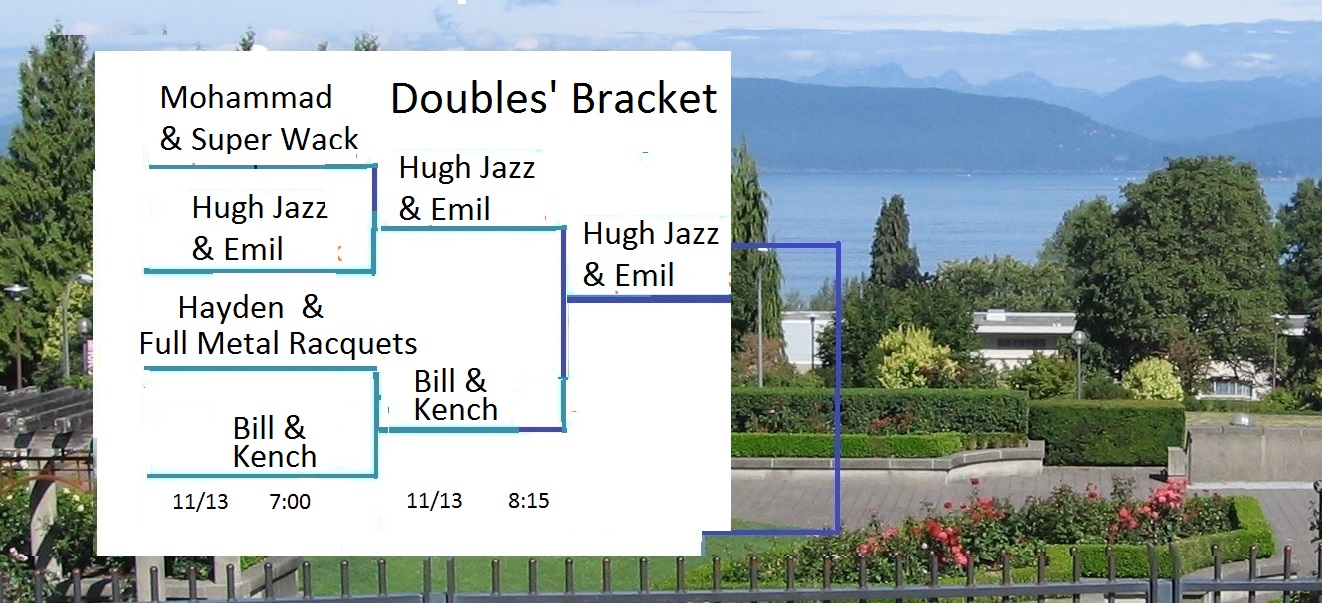 Doubles' Bracket
Mohammad
& Super Wack
Hugh Jazz
& Emil
Hayden &
Full Metal Racquets
Bill &
Kench
11/13 7:00
Hugh Jazz
& Emil
Bill &
Kench
11/13 8:15
Hugh Jazz
& Emil